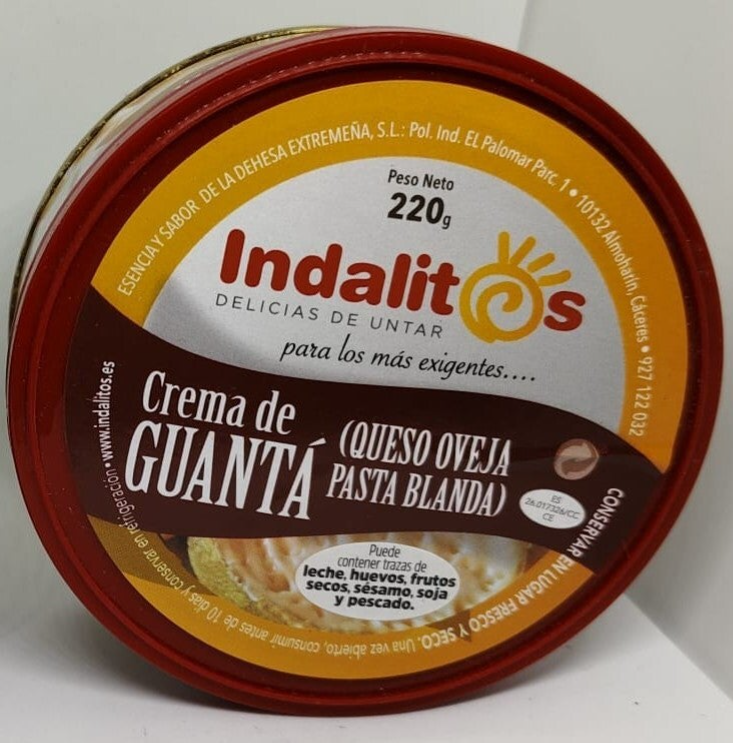 ESENCIA Y SABOR DE LA DEHESA EXTREMEÑA, S.L.: Pol. Ind. EL Palomar Parc. 1 • 10132 Almoharín, Cáceres • 927 122 032
Peso Neto
220g
Indalitos
DELICIAS DE UNTAR
para los más exigentes....
Crema de
GUANTÁ
(QUESO OVEJA
PASTA BLANDA)
ES
26.017326/CC
CE
Puede
contener trazas de
leche, huevos, frutos
secos, sésamo, soja
y pescado.
CONSERVAR EN LUGAR FRESCO Y SECO. Una vez abierto, consumir antes de 10 días y conservar en refrigeración • www.indalitos.es